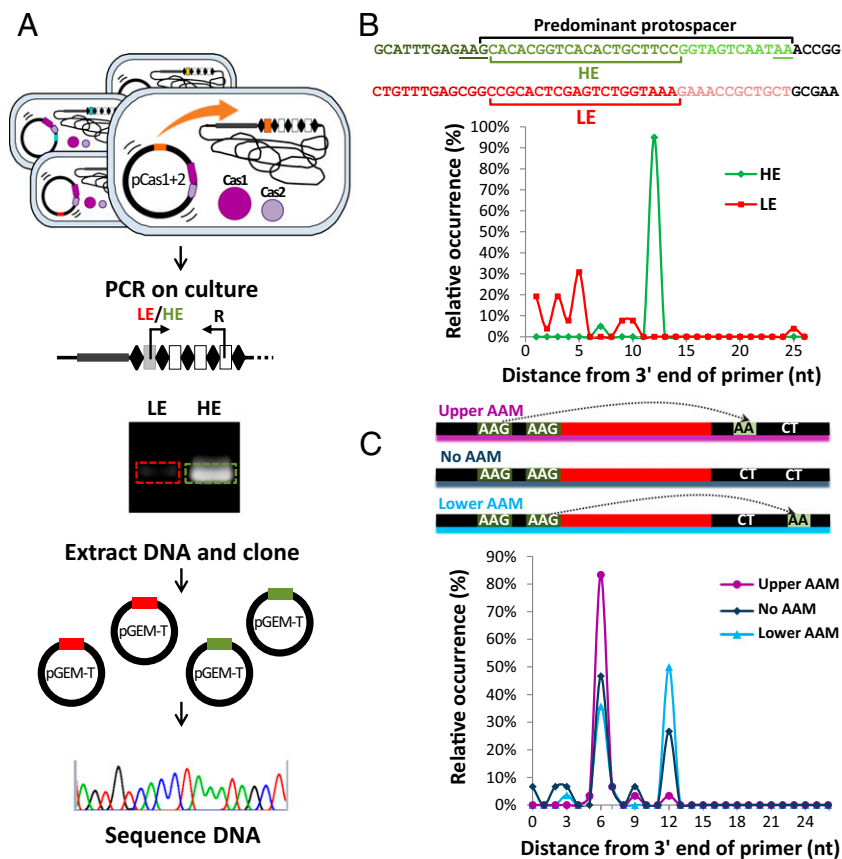 A
pCas1+2
Cas1
Cas2
PCR on culture
LE/HE
R
LE HE
Extract DNA and clone
pGEM-T
pGEM-T
pGEM-T
pGEM-T
Sequence DNA
B
Predominant protospacer
GCATTTGAGAAGCACACGGTCACACTGCTTCCGGTAGTCAATAAACCGG
HE
CTGTTTGAGCGGCCGCACTCGAGTCTGGTAAAGAAACCGCTGCTGCGAA
LE
Relative occurrence (%)
100%
90%
80%
70%
60%
50%
40%
30%
20%
10%
0%
HE
LE
0 5 10 15 20 25
Distance from 3' end of primer (nt)
C
Upper AAM
AAG AAG AA CT
No AAM
AAG AAG CT CT
Lower AAM
AAG AAG CT AA
Relative occurrence (%)
90%
80%
70%
60%
50%
40%
30%
20%
10%
0%
Upper AAM
No AAM
Lower AAM
0 3 6 9 12 15 18 21 24
Distance from 3' end of primer (nt)